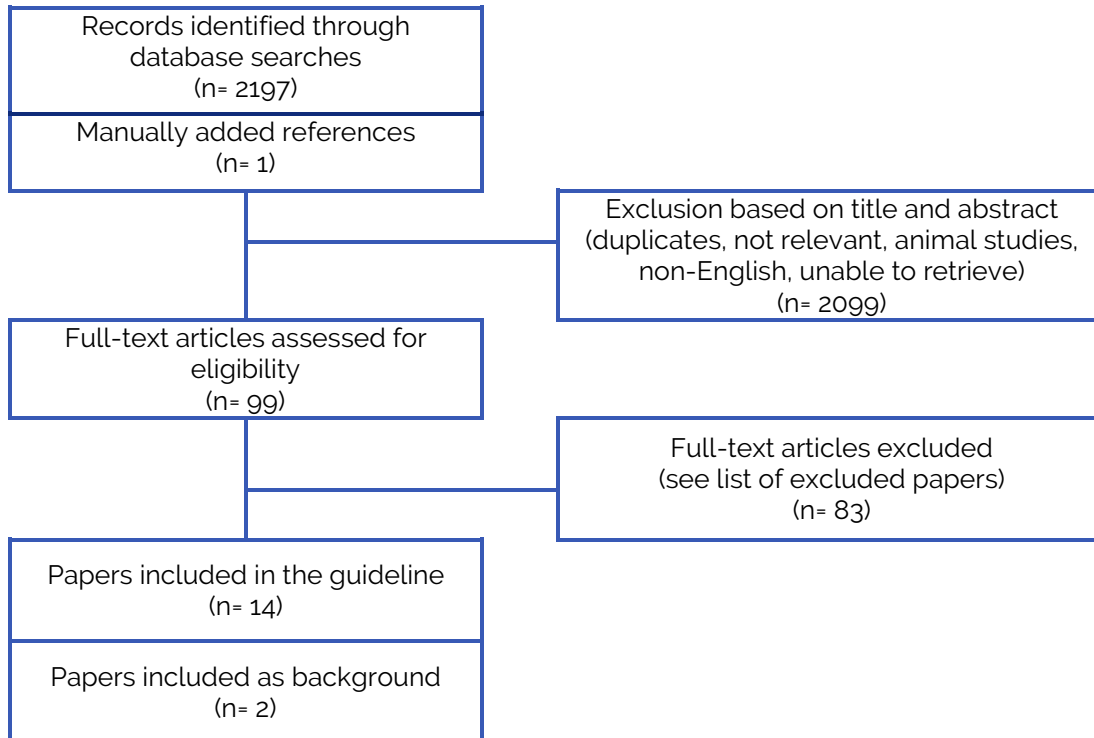 Records identified through
database searches
(n= 2197)
Manually added references
(n= 1)
Exclusion based on title and abstract
(duplicates, not relevant, animal studies,
non-English, unable to retrieve)
(n= 2099)
Full-text articles assessed for
eligibility
(n= 99)
Full-text articles excluded
(see list of excluded papers)
(n= 83)
Papers included in the guideline
(n= 14)
Papers included as background
(n= 2)